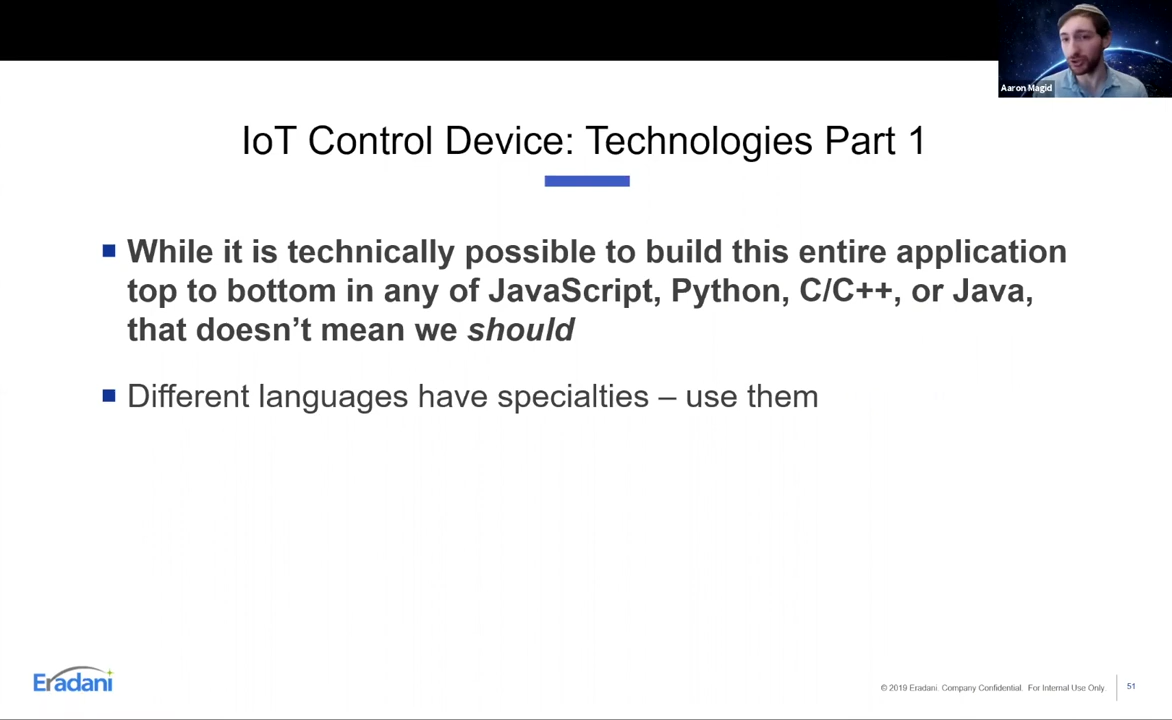 Aaron Magid
IoT Control Device: Technologies Part 1
While it is technically possible to build this entire application
top to bottom in any of JavaScript, Python, C/C++, or Java,
that doesn’t mean we should
Different languages have specialties – use them
Eradani
© 2019 Eradani. Company Confidential. For Internal Use Only
51